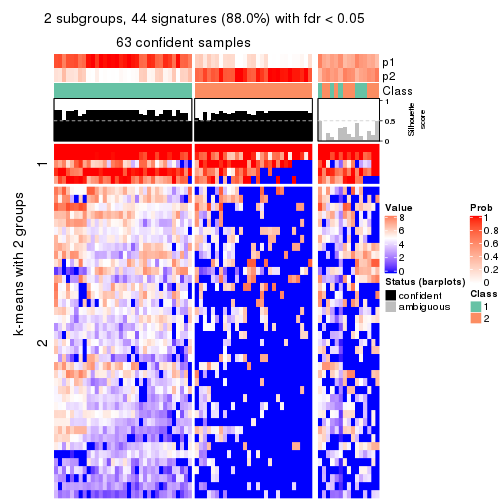 2 subgroups, 44 signatures (88.0%) with fdr < 0.05
63 confident samples
p1
p2
Class
1
0.5
0
Silhouette
score
k-means with 2 groups
1
2
Value
8
6
4
2
0
Status (barplots)
confident
ambiguous
Prob
1
0.8
0.6
0.4
0.2
0
Class
1
2